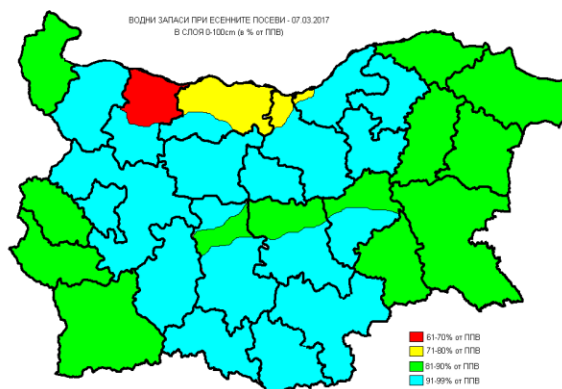 ВОДНИ ЗАПАСИ ПРИ ЕСЕННИТЕ ПОСЕВИ - 07.03.2017
В СЛОЯ 0-100cm (в % от ППВ)
61-70% от ППВ
71-80% от ППВ
81-90% от ППВ
91-99% от ППВ